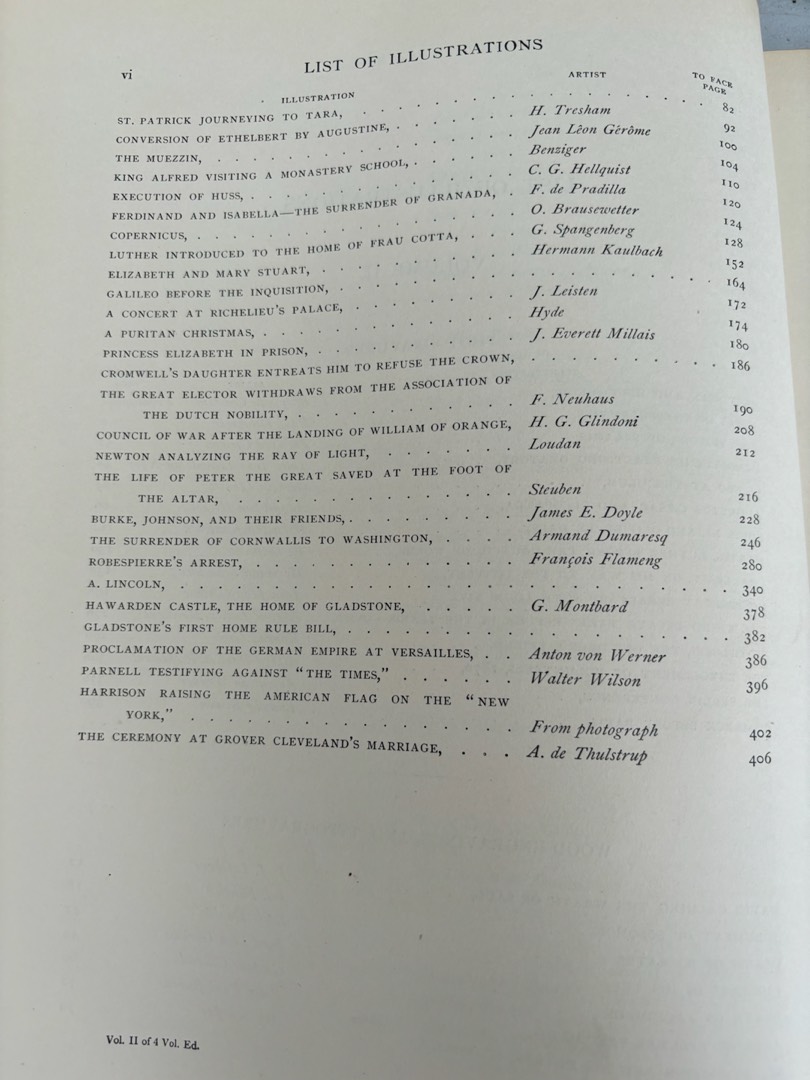 vi
LIST OF ILLUSTRATIONS
ILLUSTRATION ARTIST TO FACE PAGE
ST. PATRICK JOURNEYING TO TARA, . . . . . . . . . . 82
CONVERSION OF ETHELBERT BY AUGUSTINE, . . . . . H. Tresham 92
THE MUEZZIN, . . . . . . . . . . Jean Léon Gérôme 100
KING ALFRED VISITING A MONASTERY SCHOOL, . . . . Benziger 104
EXECUTION OF HUSS, . . . . . . . . . C. G. Hellquist 110
FERDINAND AND ISABELLA—THE SURRENDER OF GRANADA, . F. de Pradilla 120
COPERNICUS, . . . . . . . . . . O. Brausewetter 124
LUTHER INTRODUCED TO THE HOME OF FRAU COTTA, . . G. Spangenberg 128
ELIZABETH AND MARY STUART, . . . . . . . Hermann Kaulbach 152
GALILEO BEFORE THE INQUISITION, . . . . . . . . . . 164
A CONCERT AT RICHELIEU'S PALACE, . . . . . . J. Leisten 172
A PURITAN CHRISTMAS, . . . . . . . . . Hyde 174
PRINCESS ELIZABETH IN PRISON, . . . . . . . J. Everett Millais 180
CROMWELL'S DAUGHTER ENTREATS HIM TO REFUSE THE CROWN, . . . . . . . 186
THE GREAT ELECTOR WITHDRAWS FROM THE ASSOCIATION OF
THE DUTCH NOBILITY, . . . . . . . . F. Neuhaus 190
COUNCIL OF WAR AFTER THE LANDING OF WILLIAM OF ORANGE, H. G. Glindoni 208
NEWTON ANALYZING THE RAY OF LIGHT, . . . . . . Loudan 212
THE LIFE OF PETER THE GREAT SAVED AT THE FOOT OF
THE ALTAR, . . . . . . . . . . . Steuben 216
BURKE, JOHNSON, AND THEIR FRIENDS, . . . . . . . James E. Doyle 228
THE SURRENDER OF CORNWALLIS TO WASHINGTON, . . . . Armand Dumaresq 246
ROBESPIERRE'S ARREST, . . . . . . . . . . François Flameng 280
A. LINCOLN, . . . . . . . . . . . . . . . . . . 340
HAWARDEN CASTLE, THE HOME OF GLADSTONE, . . . . . G. Montbard 378
GLADSTONE'S FIRST HOME RULE BILL, . . . . . . . . . . . . 382
PROCLAMATION OF THE GERMAN EMPIRE AT VERSAILLES, . . Anton von Werner 386
PARNELL TESTIFYING AGAINST "THE TIMES," . . . . . . Walter Wilson 396
HARRISON RAISING THE AMERICAN FLAG ON THE "NEW
YORK," . . . . . . . . . . . . . From photograph 402
THE CEREMONY AT GROVER CLEVELAND'S MARRIAGE, . . . A. de Thulstrup 406
Vol. II of 4 Vol. Ed.